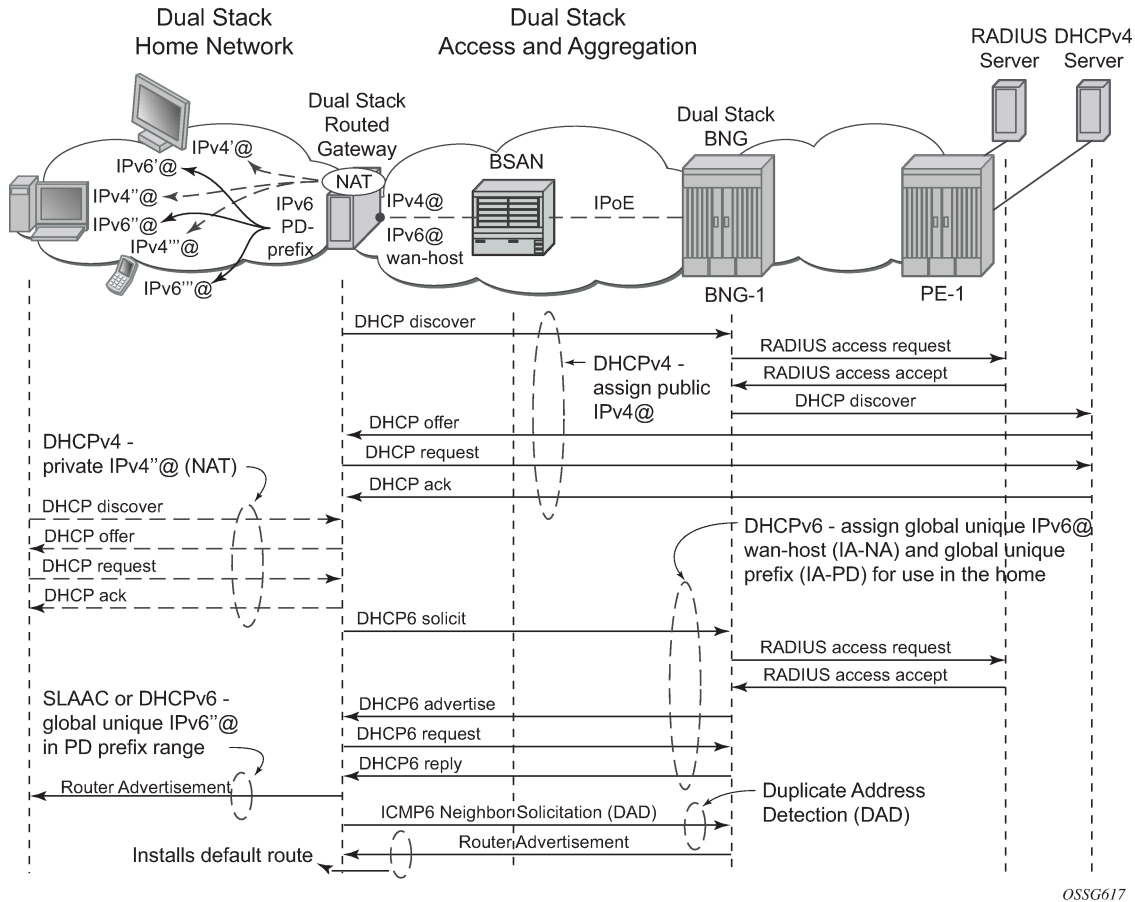 Dual Stack
Home Network
Dual Stack
Access and Aggregation
RADIUS
Server
DHCPv4
Server
Dual Stack
Routed
Gateway
Dual Stack
BNG
BSAN
NAT
IPv4'@
IPv6'@
IPv4''@
IPv6''@
IPv4'''@
IPv6'''@
IPv6
PD-
prefix
IPv4@
IPv6@
wan-host
IPoE
BNG-1
PE-1
DHCP discover
RADIUS access request
RADIUS access accept
DHCPv4 -
assign public
IPv4@
DHCP discover
DHCP offer
DHCP request
DHCP ack
DHCPv4 -
private IPv4''@ (NAT)
DHCP discover
DHCP offer
DHCP request
DHCP ack
DHCPv6 - assign global unique IPv6@
wan-host (IA-NA) and global unique
prefix (IA-PD) for use in the home
DHCP6 solicit
RADIUS access request
RADIUS access accept
DHCP6 advertise
DHCP6 request
DHCP6 reply
SLAAC or DHCPv6 -
global unique IPv6''@
in PD prefix range
Router Advertisement
ICMP6 Neighbor Solicitation (DAD)
Duplicate Address
Detection (DAD)
Router Advertisement
Installs default route
OSSG617